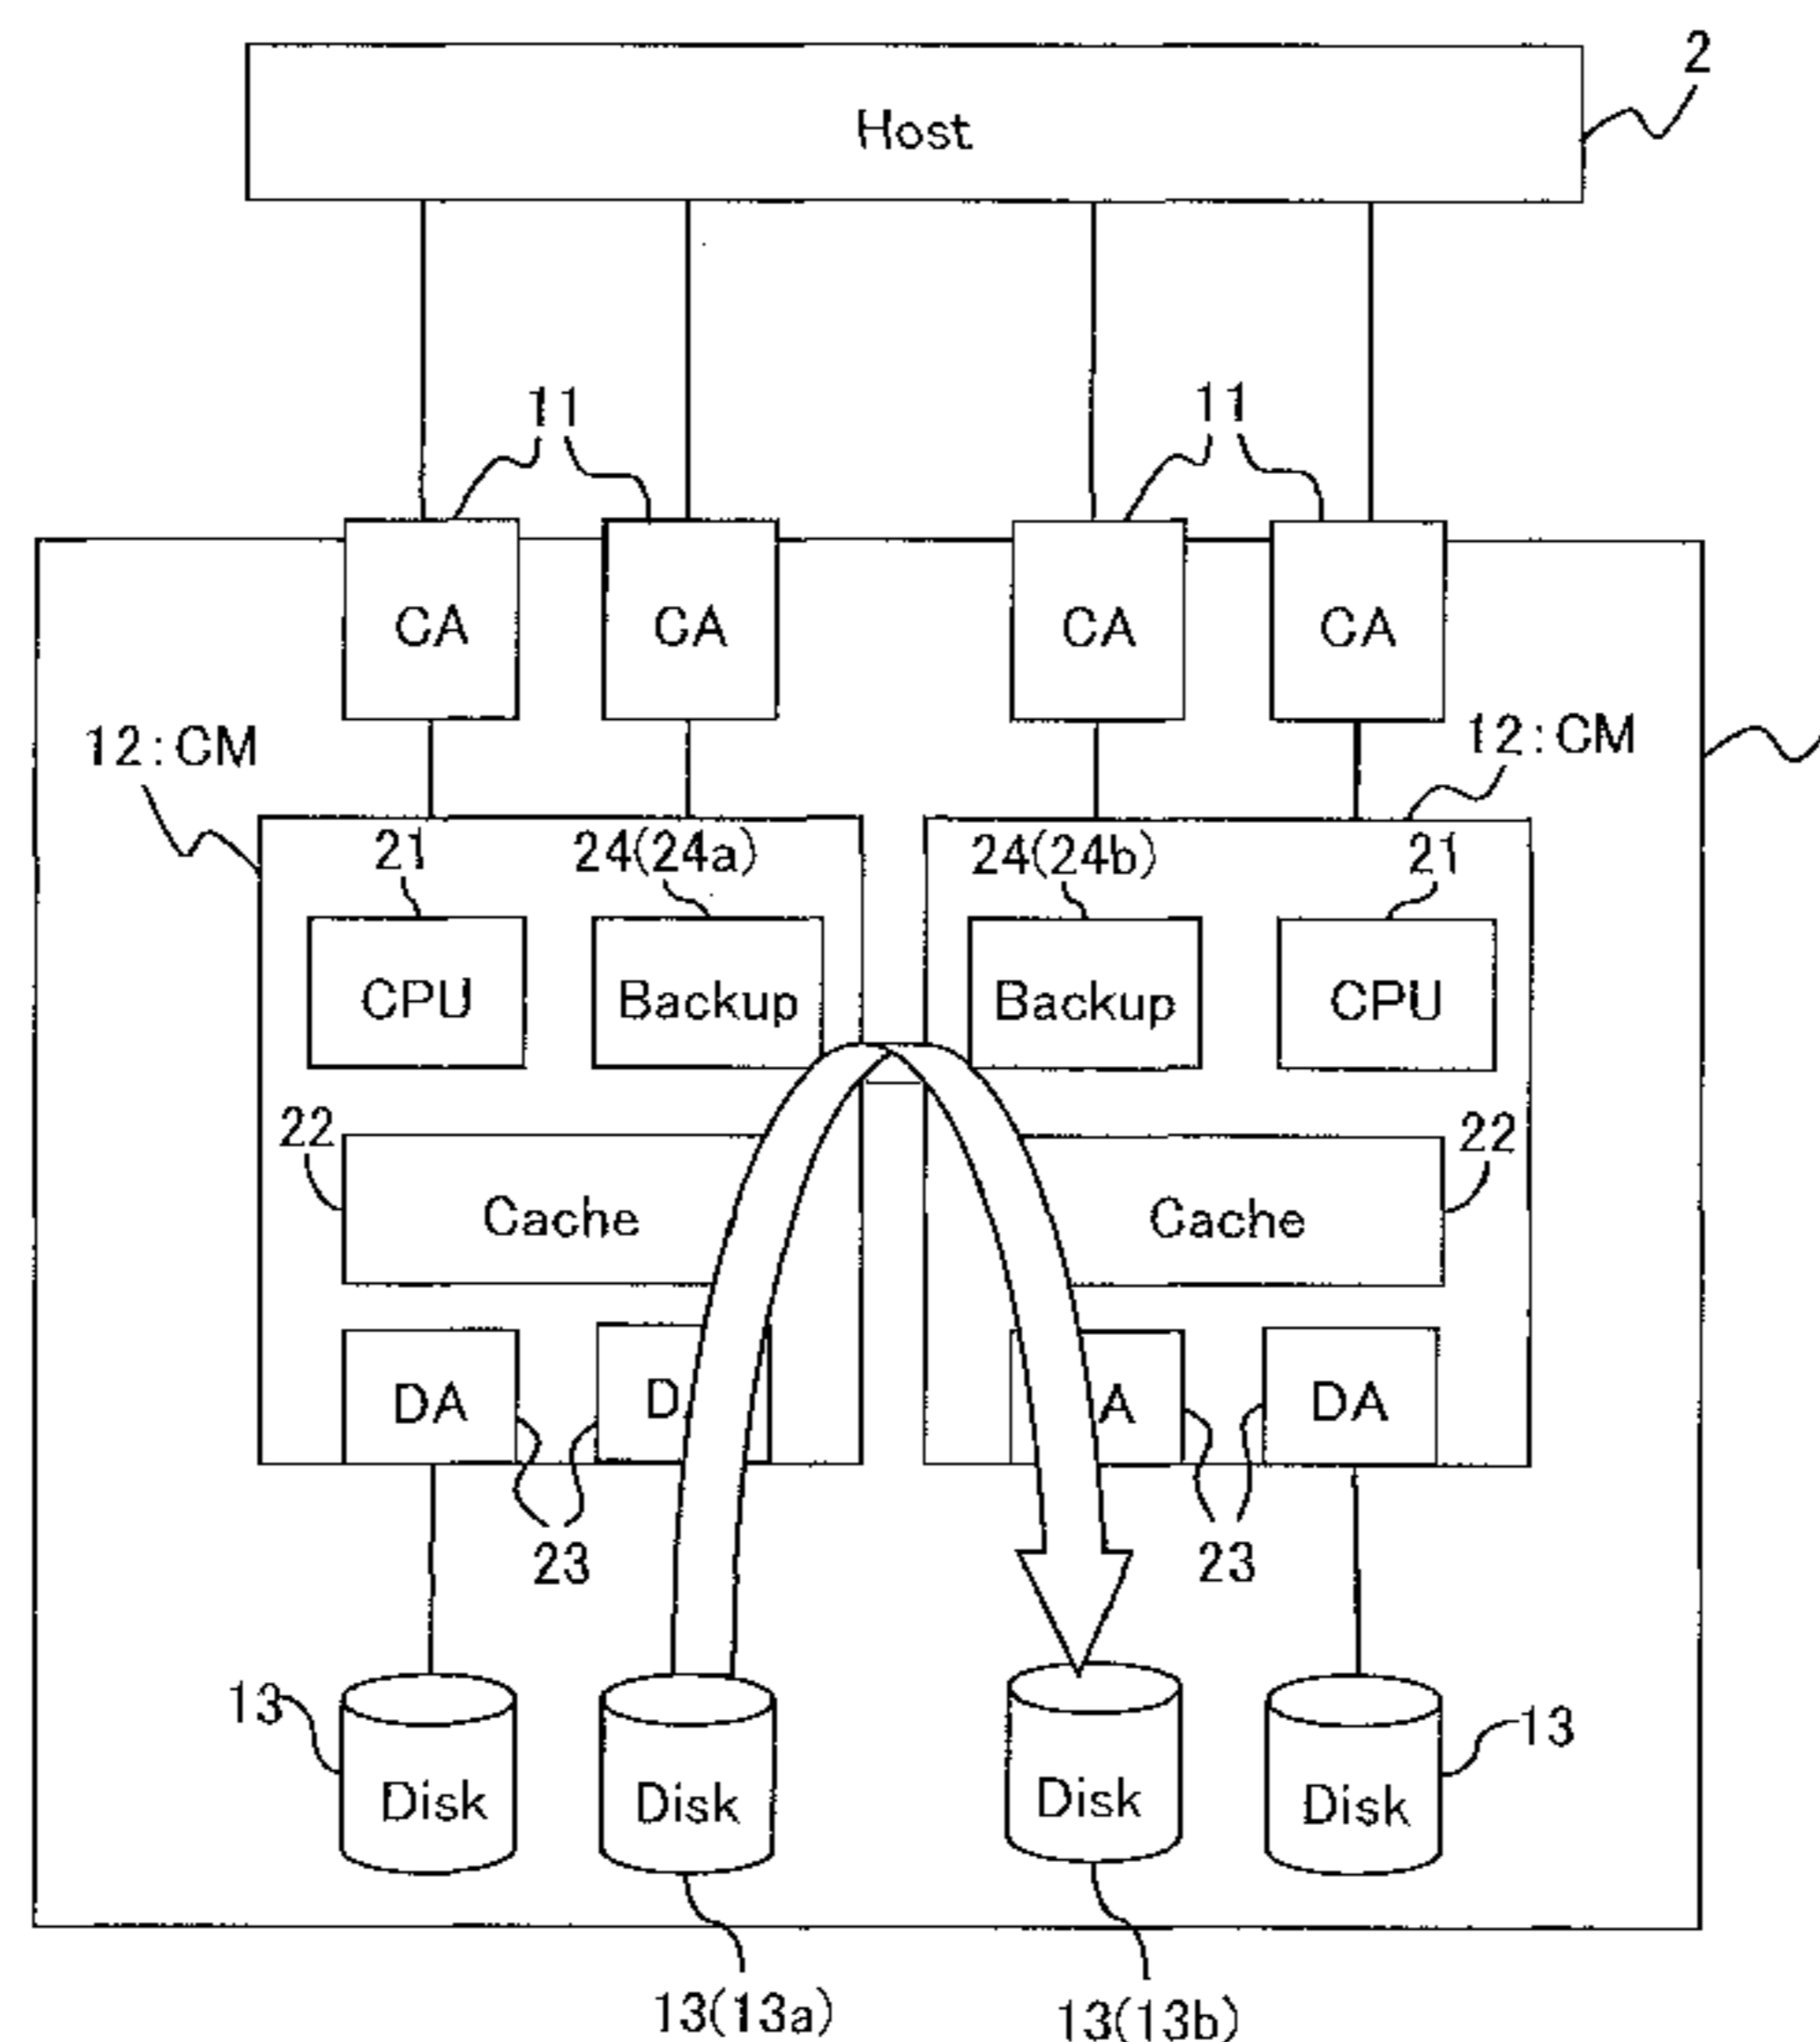 2
Host
11 11
CA CA CA CA
12:CM 12:CM
21 24(24a) 24(24b) 21
CPU Backup Backup CPU
22 22
Cache Cache
DA D A DA
23 23
13 13
Disk Disk Disk Disk
13(13a) 13(13b)